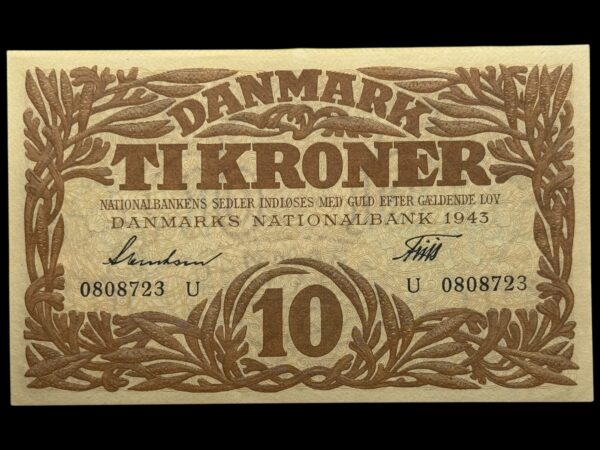 DANMARK
TI KRONER
NATIONALBANKENS SEDLER INDLØSES MED GULD EFTER GÆLDENDE LOV
DANMARKS NATIONALBANK 1943
0808723 U U 0808723
10